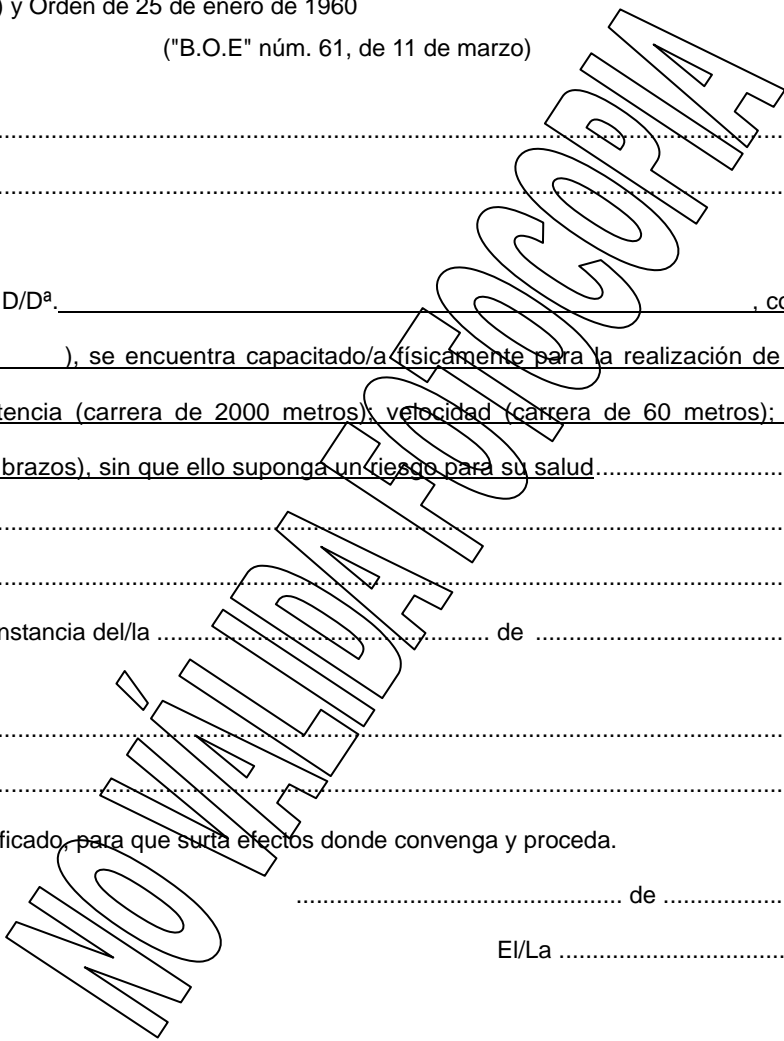 ) y Orden de 25 de enero de 1960
("B.O.E" núm. 61, de 11 de marzo)
D/Dª. , co
), se encuentra capacitado/a físicamente para la realización de
tencia (carrera de 2000 metros); velocidad (carrera de 60 metros);
brazos), sin que ello suponga un riesgo para su salud
nstancia del/la ................................................ de ....................................
ficado, para que surta efectos donde convenga y proceda.
............................................... de .................
El/La ................................
NO VÁLIDA FOTOCOPIA